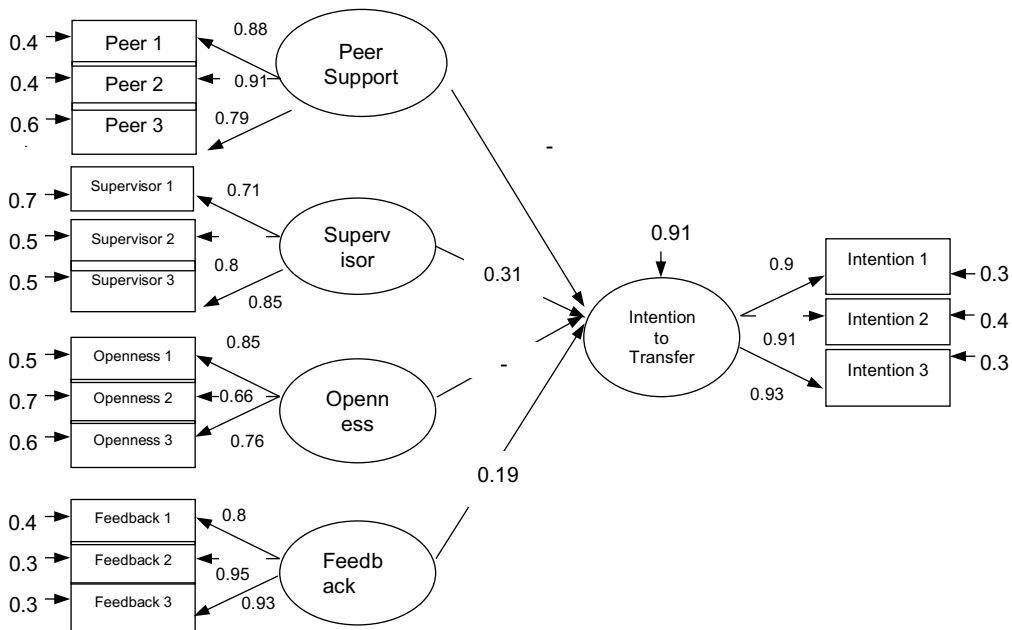 0.4
Peer 1
0.88
Peer
Support
0.4
Peer 2
0.91
0.6
Peer 3
0.79
-
0.7
Supervisor 1
0.71
0.5
Supervisor 2
Superv
isor
0.8
0.5
Supervisor 3
0.85
0.31
0.91
0.9
Intention 1
0.3
Intention
to
Transfer
Intention 2
0.4
0.91
Intention 3
0.3
0.93
0.5
Openness 1
0.85
-
0.7
Openness 2
0.66
Openn
ess
0.6
Openness 3
0.76
0.19
0.4
Feedback 1
0.8
0.3
Feedback 2
0.95
Feedb
ack
0.3
Feedback 3
0.93